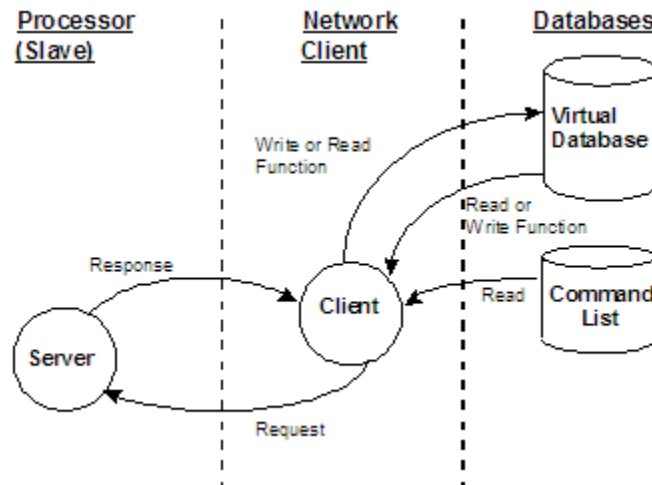 Processor
(Slave)
Network
Client
Databases
Virtual
Database
Write or Read
Function
Read or
Write Function
Response
Client
Read
Command
List
Server
Request